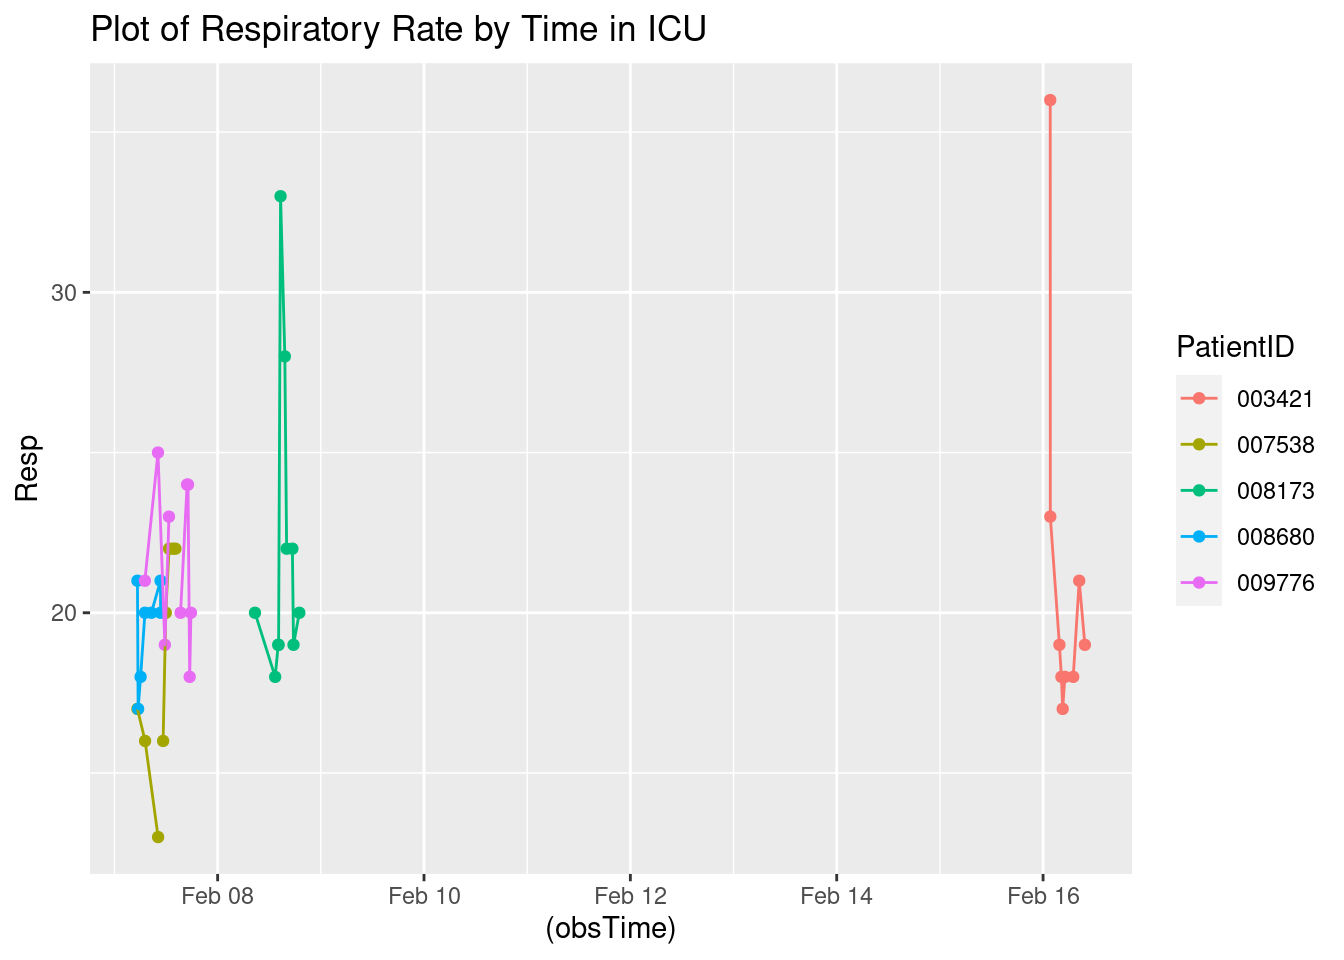 Plot of Respiratory Rate by Time in ICU
Resp
30
20
Feb 08
Feb 10
Feb 12
Feb 14
Feb 16
(obsTime)
PatientID
003421
007538
008173
008680
009776